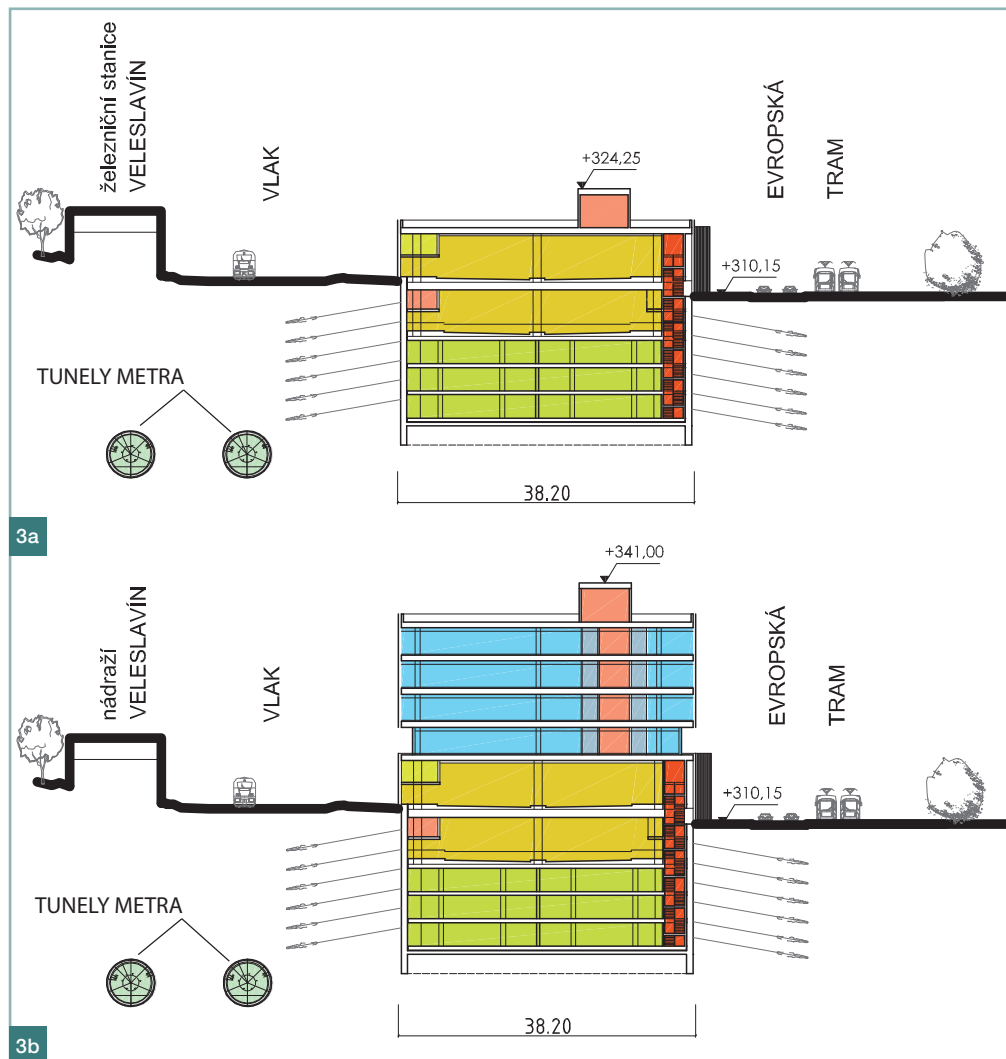 železniční stanice
VELESLAVÍN
VLAK
+324,25
EVROPSKÁ
TRAM
+310,15
TUNELY METRA
38.20
3a
+341,00
nádraží
VELESLAVÍN
VLAK
EVROPSKÁ
TRAM
+310,15
TUNELY METRA
38.20
3b